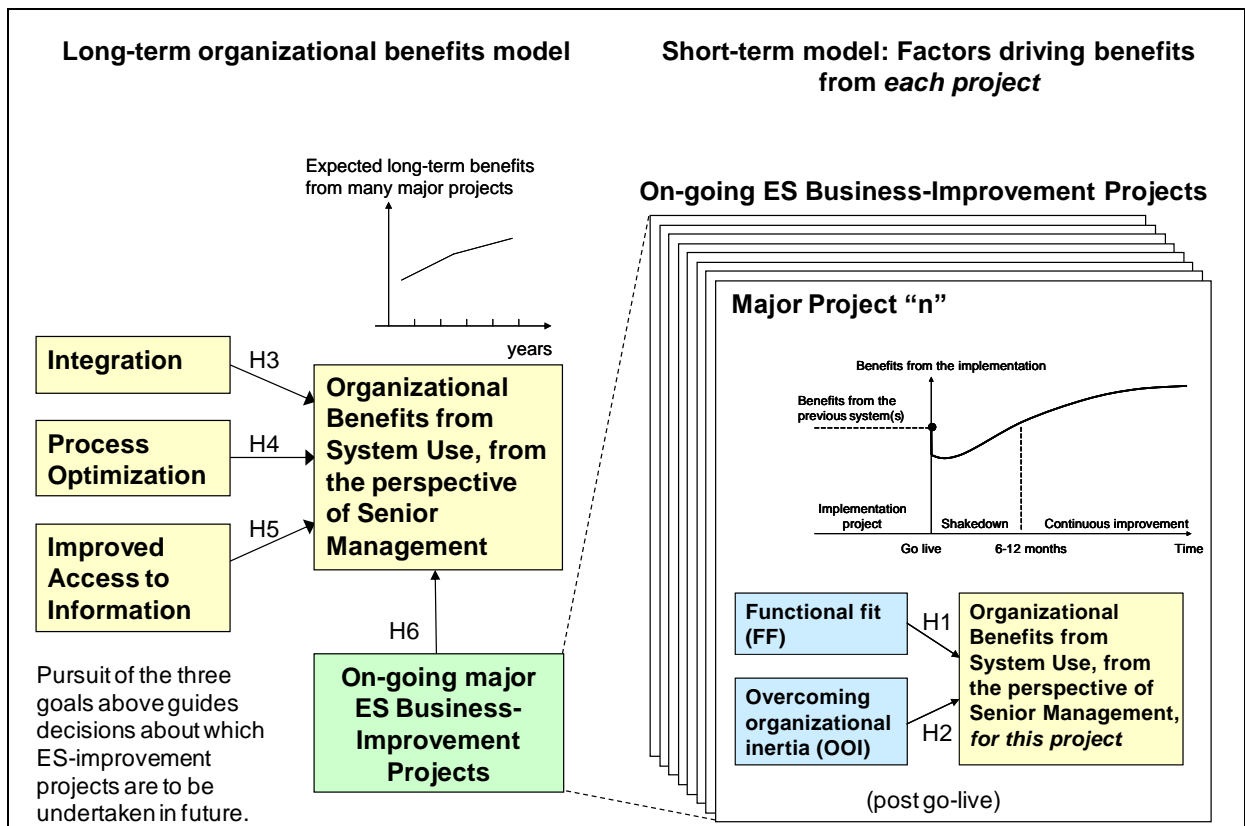 Long-term organizational benefits model
Short-term model: Factors driving benefits
from each project
Expected long-term benefits
from many major projects
years
Integration
H3
Process
Optimization
H4
Improved
Access to
Information
H5
Organizational
Benefits from
System Use, from
the perspective
of Senior
Management
H6
On-going major
ES Business-
Improvement
Projects
Pursuit of the three
goals above guides
decisions about which
ES-improvement
projects are to be
undertaken in future.
On-going ES Business-Improvement Projects
Major Project “n”
Benefits from the implementation
Benefits from the
previous system(s)
Implementation
project
Shakedown
Continuous improvement
Go live
6-12 months
Time
Functional fit
(FF)
H1
Overcoming
organizational
inertia (OOI)
H2
Organizational
Benefits from
System Use, from
the perspective of
Senior Management,
for this project
(post go-live)